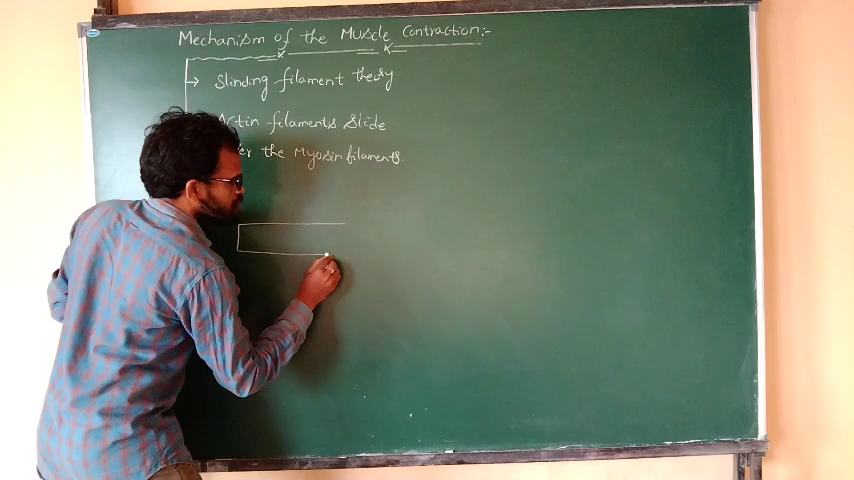 Mechanism of the Muscle Contraction:-
Slinding filament theory
Actin filaments Slide
the Myosin filaments